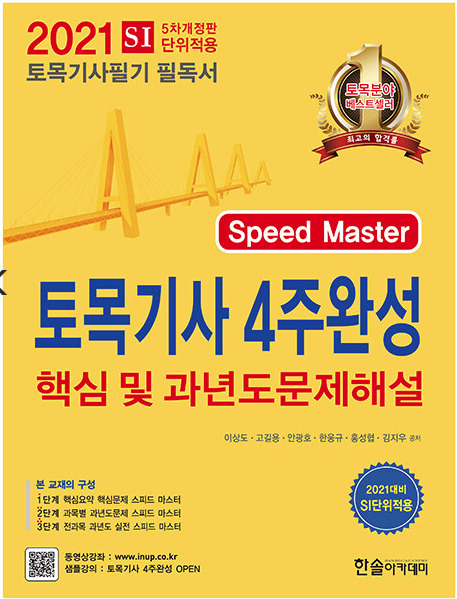 2021 SI 5차개정판
단위적용
토목기사필기 필독서
1
토목분야
베스트셀러
최고의 합격률
Speed Master
토목기사 4주완성
핵심 및 과년도문제해설
이상도 · 고길용 · 안광호 · 한웅규 · 홍성협 · 김지우 공저
본 교재의 구성
1단계 핵심요약 핵심문제 스피드 마스터
2단계 과목별 과년도문제 스피드 마스터
3단계 전과목 과년도 실전 스피드 마스터
2021대비
SI단위적용
동영상강좌 : www.inup.co.kr
샘플강의 : 토목기사 4주완성 OPEN
한솔아카데미